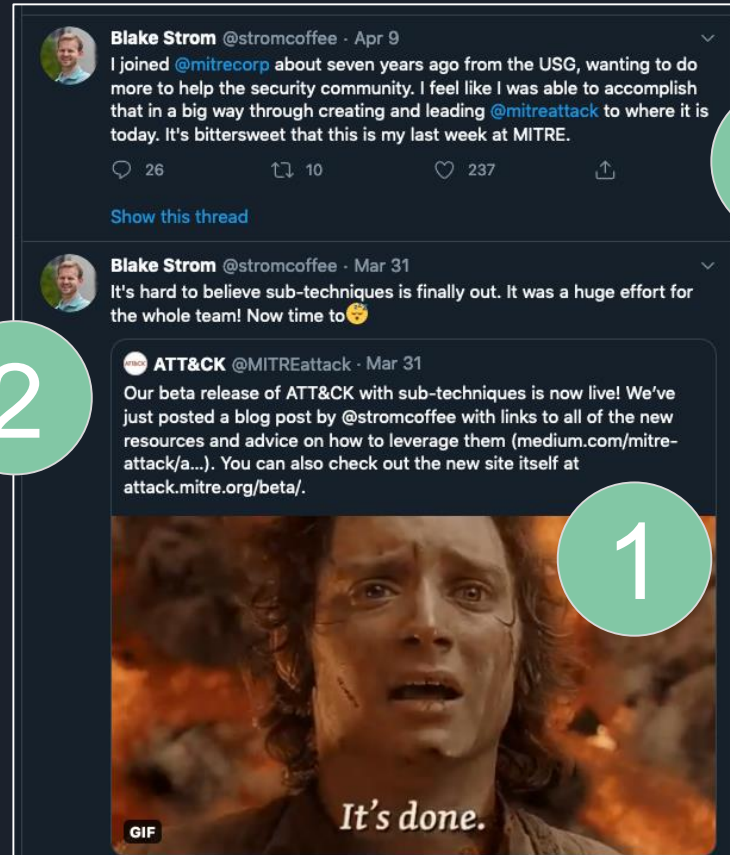 Blake Strom @stromcoffee · Apr 9
I joined @mitrecorp about seven years ago from the USG, wanting to do
more to help the security community. I feel like I was able to accomplish
that in a big way through creating and leading @mitreattack to where it is
today. It's bittersweet that this is my last week at MITRE.
26 10 237
Show this thread
Blake Strom @stromcoffee · Mar 31
It's hard to believe sub-techniques is finally out. It was a huge effort for
the whole team! Now time to😴
2
ATT&CK @MITREattack · Mar 31
Our beta release of ATT&CK with sub-techniques is now live! We've
just posted a blog post by @stromcoffee with links to all of the new
resources and advice on how to leverage them (medium.com/mitre-
attack/a...). You can also check out the new site itself at
attack.mitre.org/beta/.
1
It's done.
GIF